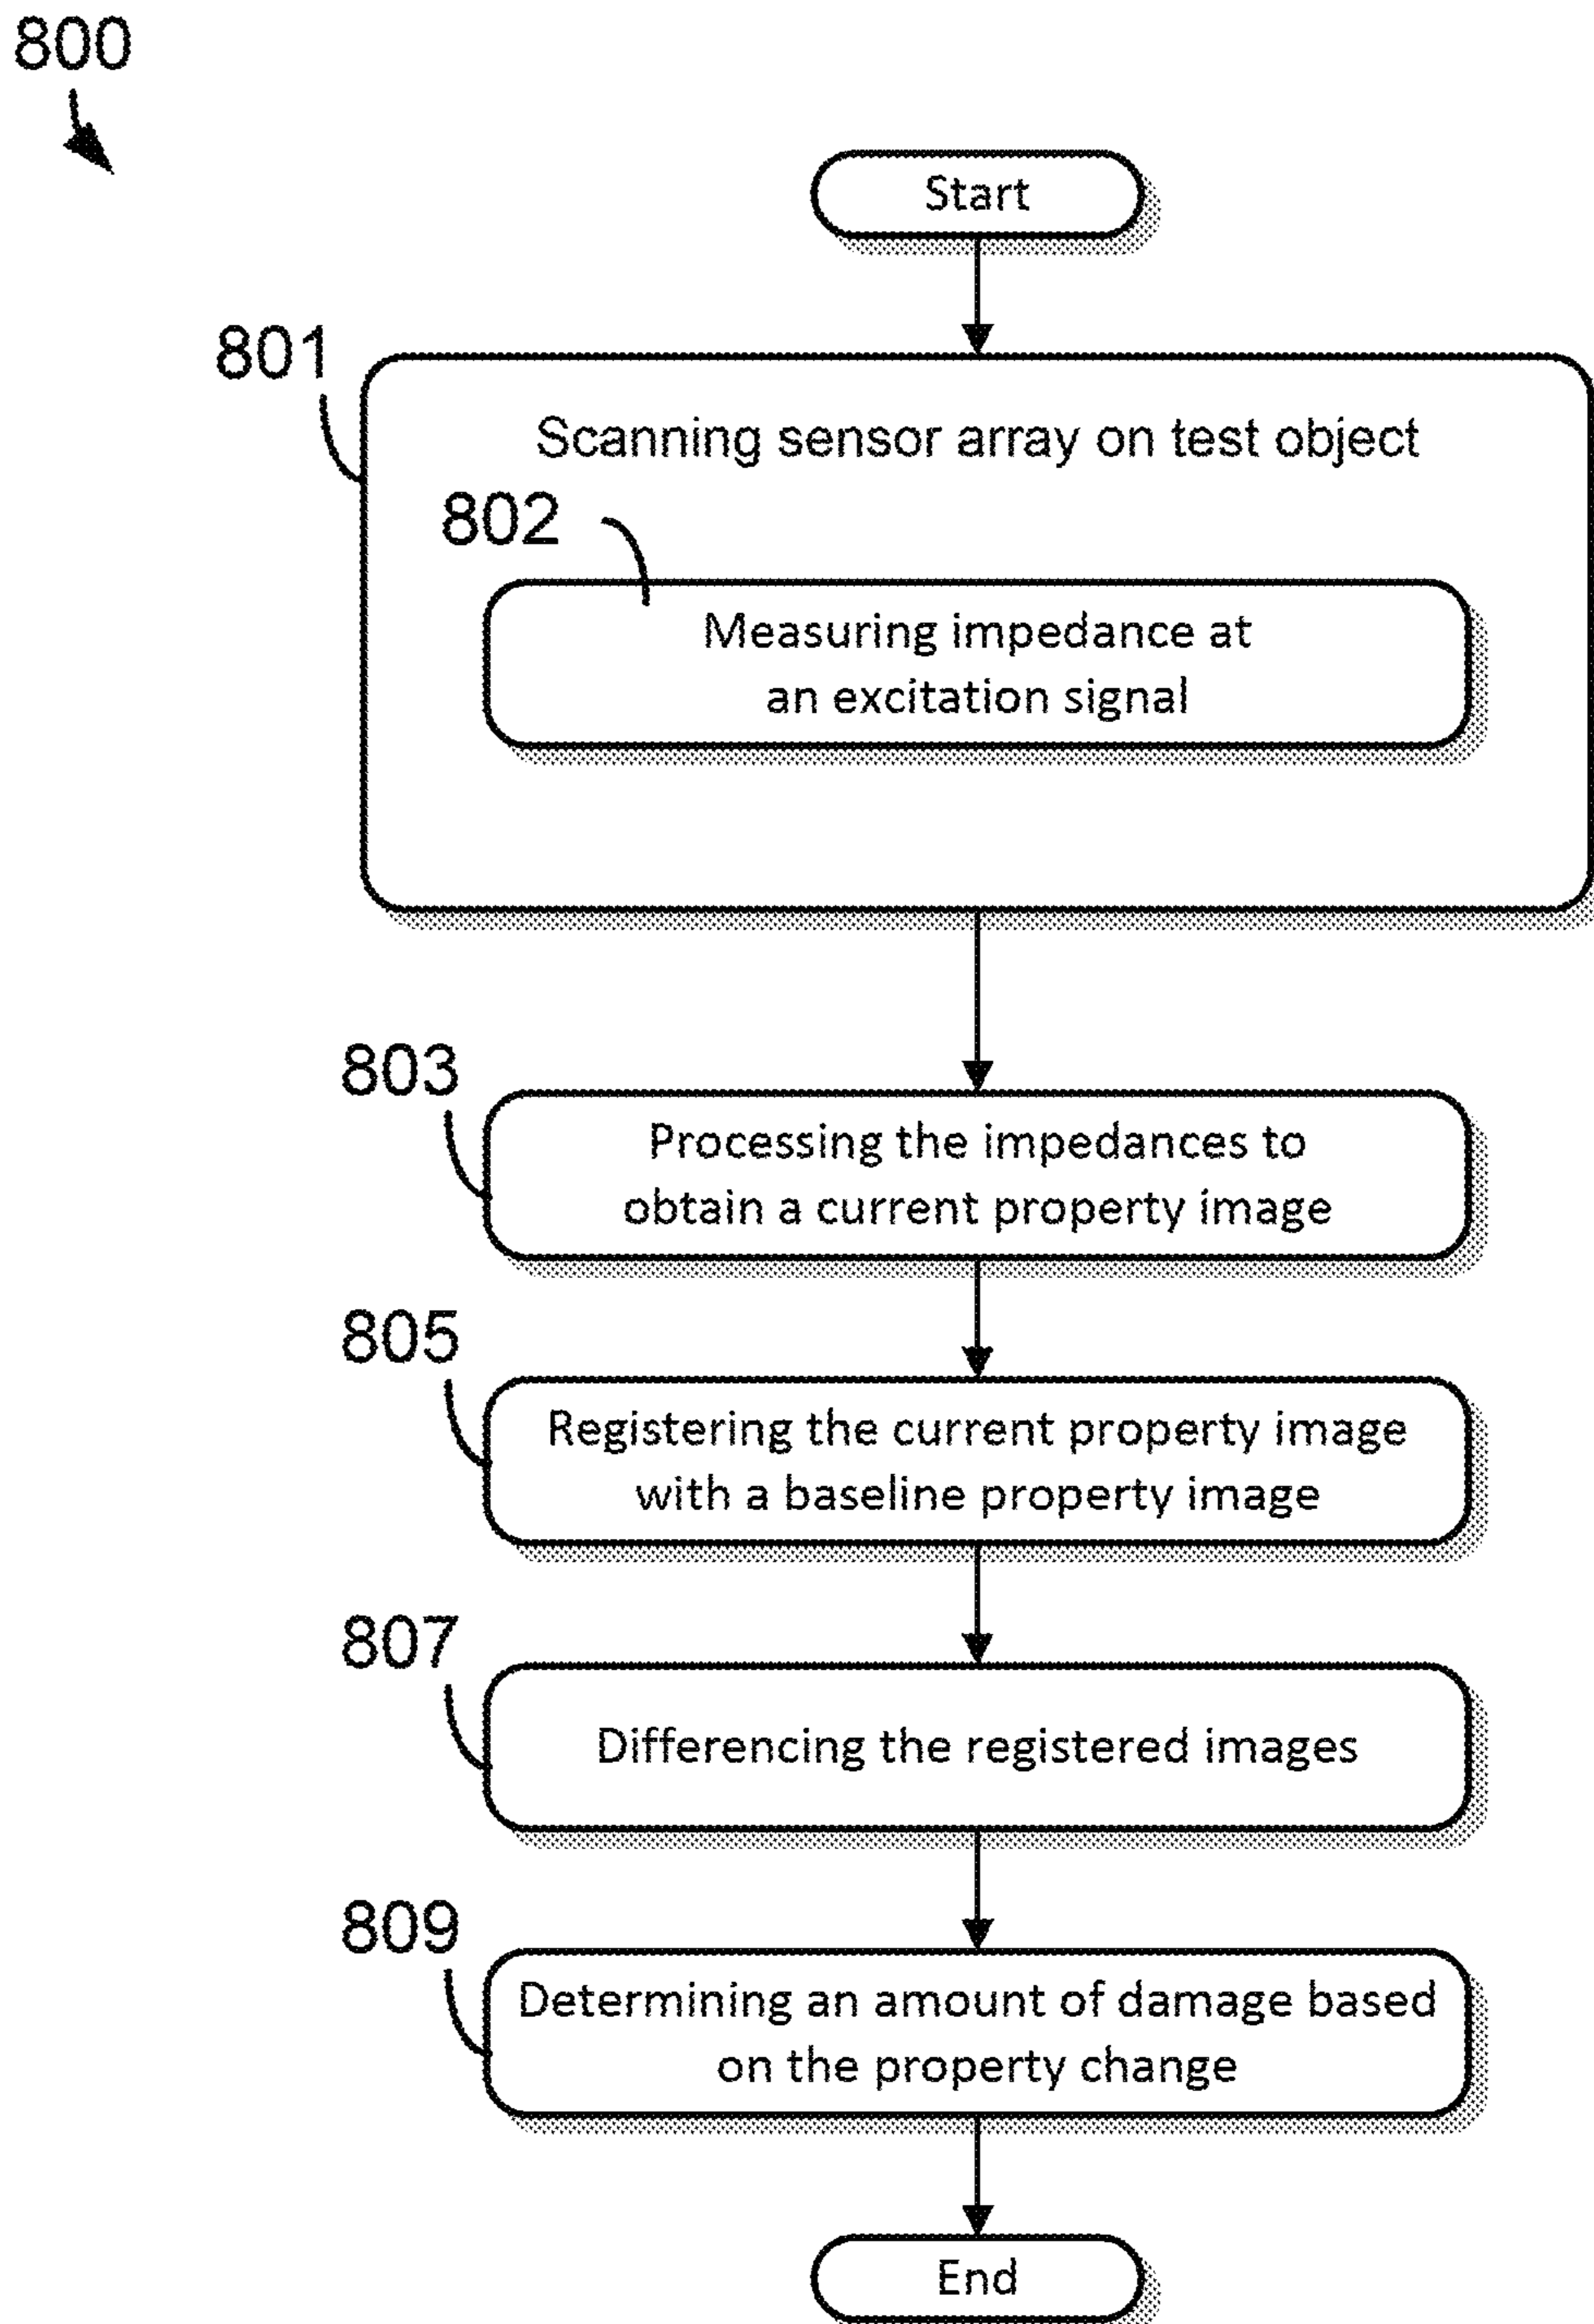 800
Start
801
Scanning sensor array on test object
802
Measuring impedance at
an excitation signal
803
Processing the impedances to
obtain a current property image
805
Registering the current property image
with a baseline property image
807
Differencing the registered images
809
Determining an amount of damage based
on the property change
End